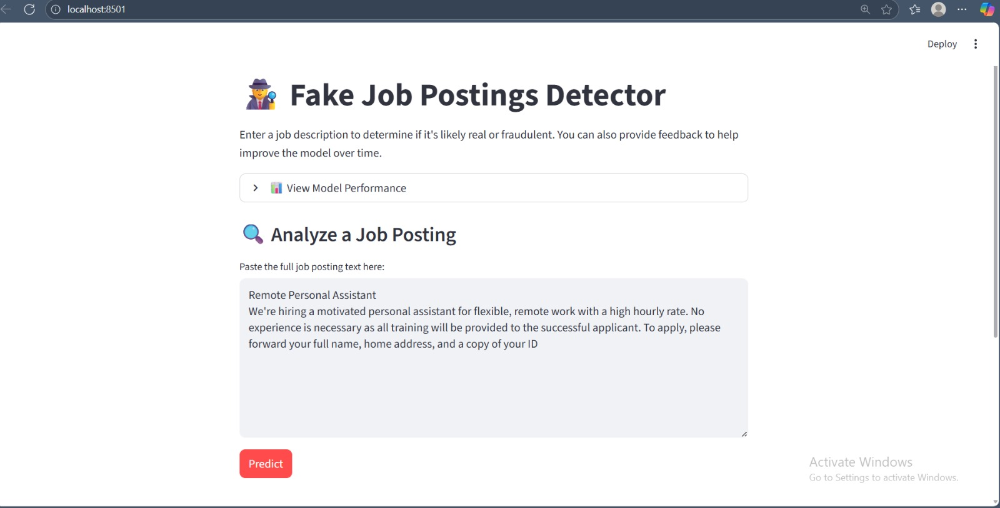 localhost:8501
Deploy
Fake Job Postings Detector
Enter a job description to determine if it's likely real or fraudulent. You can also provide feedback to help
improve the model over time.
View Model Performance
Analyze a Job Posting
Paste the full job posting text here:
Remote Personal Assistant
We're hiring a motivated personal assistant for flexible, remote work with a high hourly rate. No
experience is necessary as all training will be provided to the successful applicant. To apply, please
forward your full name, home address, and a copy of your ID
Predict
Activate Windows
Go to Settings to activate Windows.